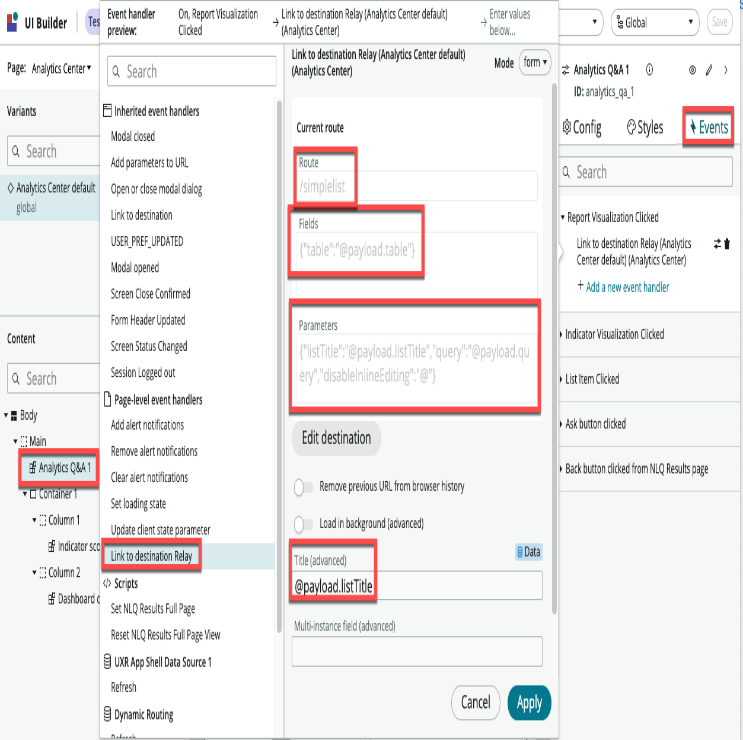 UI Builder
Tes
Page: Analytics Center
Variants
Search
Analytics Center default
global
Content
Search
Body
Main
Analytics Q&A 1
Container 1
Column 1
Indicator sco
Column 2
Dashboard
Event handler
preview:
On, Report Visualization
Clicked
Link to destination Relay (Analytics Center default)
(Analytics Center)
Enter values
below...
Search
Inherited event handlers
Modal closed
Add parameters to URL
Open or close modal dialog
Link to destination
USER_PREF_UPDATED
Modal opened
Screen Close Confirmed
Form Header Updated
Screen Status Changed
Session Logged out
Page-level event handlers
Add alert notifications
Remove alert notifications
Clear alert notifications
Set loading state
Update client state parameter
Link to destination Relay
Scripts
Set NLQ Results Full Page
Reset NLQ Results Full Page View
UXR App Shell Data Source 1
Refresh
Dynamic Routing
Refresh
Link to destination Relay (Analytics Center default)
(Analytics Center)
Mode
form
Current route
Route
/simplelist
Fields
{"table":"@payload.table"}
Parameters
{"listTitle":"@payload.listTitle","query":"@payload.qu
ery","disableInlineEditing":"@"}
Edit destination
Remove previous URL from browser history
Load in background (advanced)
Data
Title (advanced)
@payload.listTitle
Multi-instance field (advanced)
Cancel
Apply
Global
Save
Analytics Q&A 1
ID: analytics_qa_1
Config
Styles
Events
Search
Report Visualization Clicked
Link to destination Relay (Analytics
Center default) (Analytics Center)
+ Add a new event handler
Indicator Visualization Clicked
List Item Clicked
Ask button clicked
Back button clicked from NLQ Results page